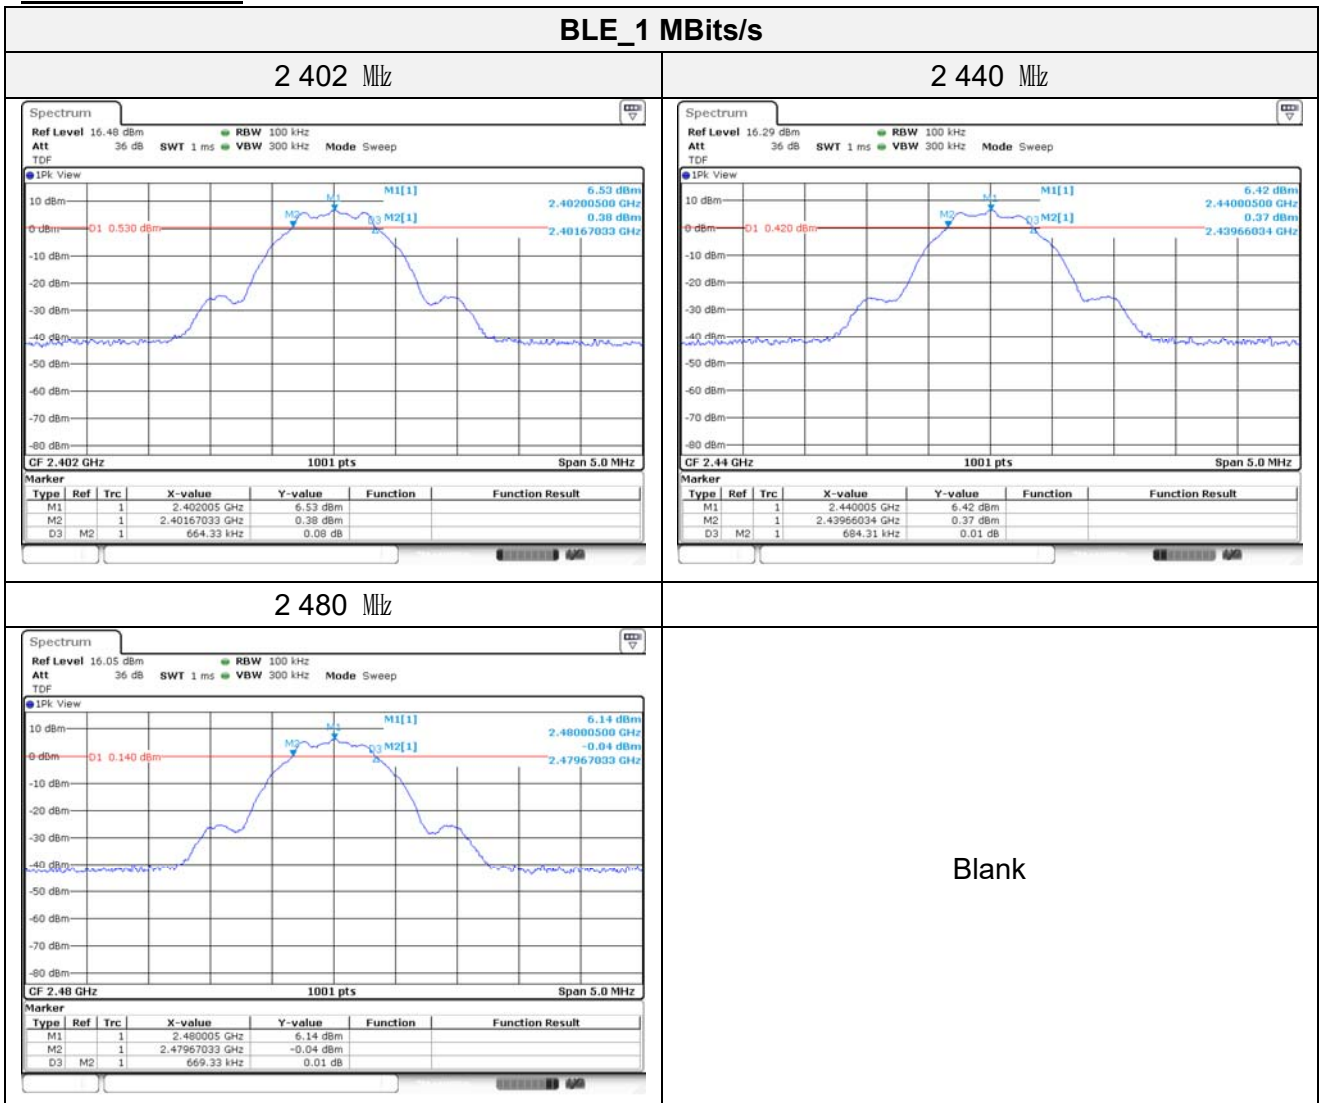 BLE_1 MBits/s
2 402 ㎒
2 440 ㎒
Spectrum
Ref Level 16.48 dBm RBW 100 kHz
Att 36 dB SWT 1 ms VBW 300 kHz Mode Sweep
TDF
1Pk View
M1[1] 6.53 dBm
2.40200500 GHz
M2[1] 0.38 dBm
2.40167033 GHz
M1
M2
D3
10 dBm
0 dBm
D1 0.530 dBm
-10 dBm
-20 dBm
-30 dBm
-40 dBm
-50 dBm
-60 dBm
-70 dBm
-80 dBm
CF 2.402 GHz 1001 pts Span 5.0 MHz
Marker
Type Ref Trc X-value Y-value Function Function Result
M1 1 2.402005 GHz 6.53 dBm
M2 1 2.40167033 GHz 0.38 dBm
D3 M2 1 664.33 kHz 0.08 dB
Spectrum
Ref Level 16.29 dBm RBW 100 kHz
Att 36 dB SWT 1 ms VBW 300 kHz Mode Sweep
TDF
1Pk View
M1[1] 6.42 dBm
2.44000500 GHz
M2[1] 0.37 dBm
2.43966034 GHz
M1
M2
D3
10 dBm
0 dBm
D1 0.420 dBm
-10 dBm
-20 dBm
-30 dBm
-40 dBm
-50 dBm
-60 dBm
-70 dBm
-80 dBm
CF 2.44 GHz 1001 pts Span 5.0 MHz
Marker
Type Ref Trc X-value Y-value Function Function Result
M1 1 2.440005 GHz 6.42 dBm
M2 1 2.43966034 GHz 0.37 dBm
D3 M2 1 684.31 kHz 0.01 dB
2 480 ㎒
Spectrum
Ref Level 16.05 dBm RBW 100 kHz
Att 36 dB SWT 1 ms VBW 300 kHz Mode Sweep
TDF
1Pk View
M1[1] 6.14 dBm
2.48000500 GHz
M2[1] -0.04 dBm
2.47967033 GHz
M1
M2
D3
10 dBm
0 dBm
D1 0.140 dBm
-10 dBm
-20 dBm
-30 dBm
-40 dBm
-50 dBm
-60 dBm
-70 dBm
-80 dBm
CF 2.48 GHz 1001 pts Span 5.0 MHz
Marker
Type Ref Trc X-value Y-value Function Function Result
M1 1 2.480005 GHz 6.14 dBm
M2 1 2.47967033 GHz -0.04 dBm
D3 M2 1 669.33 kHz 0.01 dB
Blank